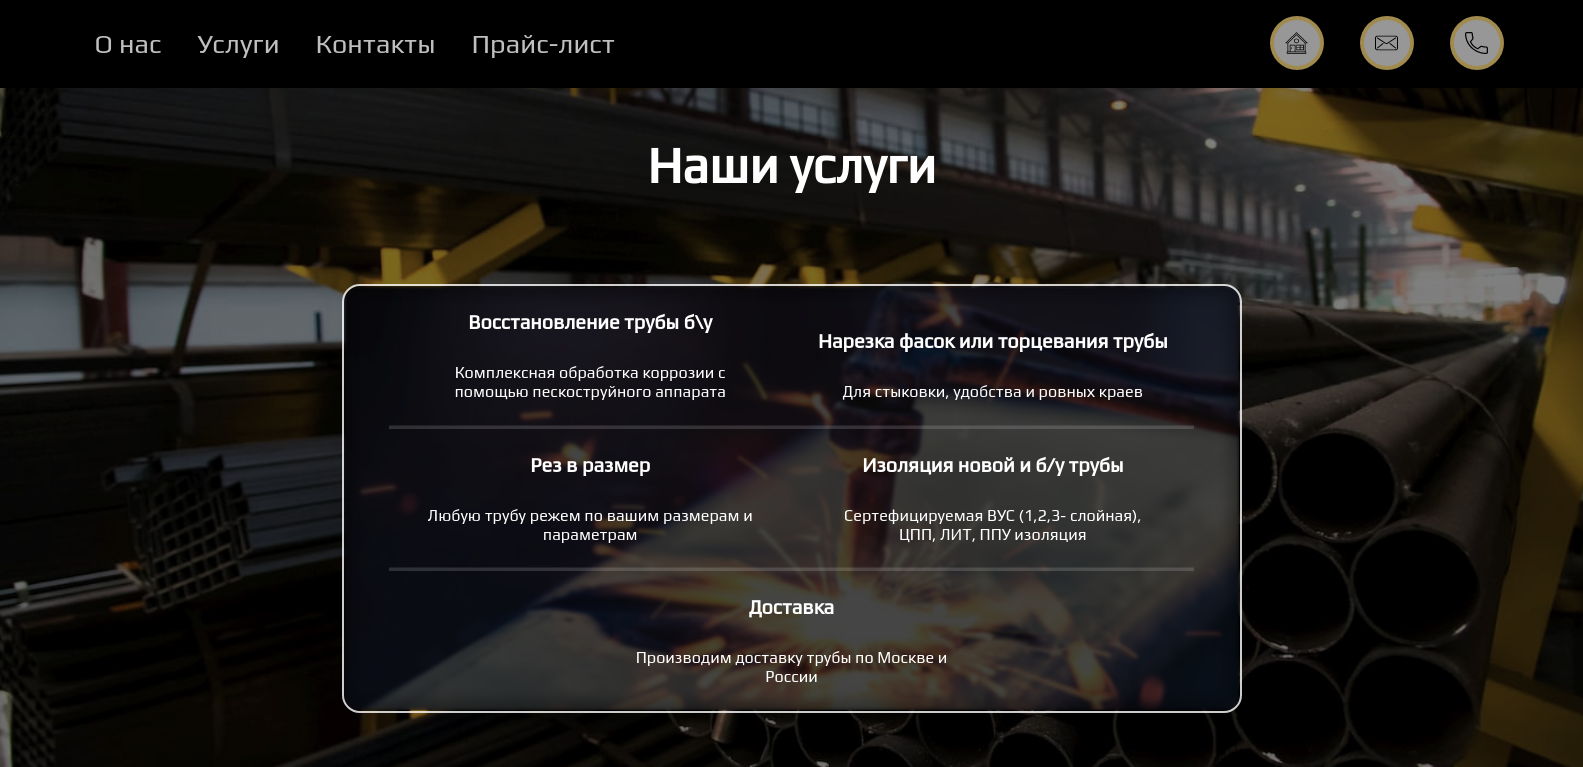 О нас Услуги Контакты Прайс-лист
Наши услуги
Восстановление трубы б\у
Комплексная обработка коррозии с
помощью пескоструйного аппарата
Нарезка фасок или торцевания трубы
Для стыковки, удобства и ровных краев
Рез в размер
Любую трубу режем по вашим размерам и
параметрам
Изоляция новой и б/у трубы
Сертефицируемая ВУС (1,2,3- слойная),
ЦПП, ЛИТ, ППУ изоляция
Доставка
Производим доставку трубы по Москве и
России